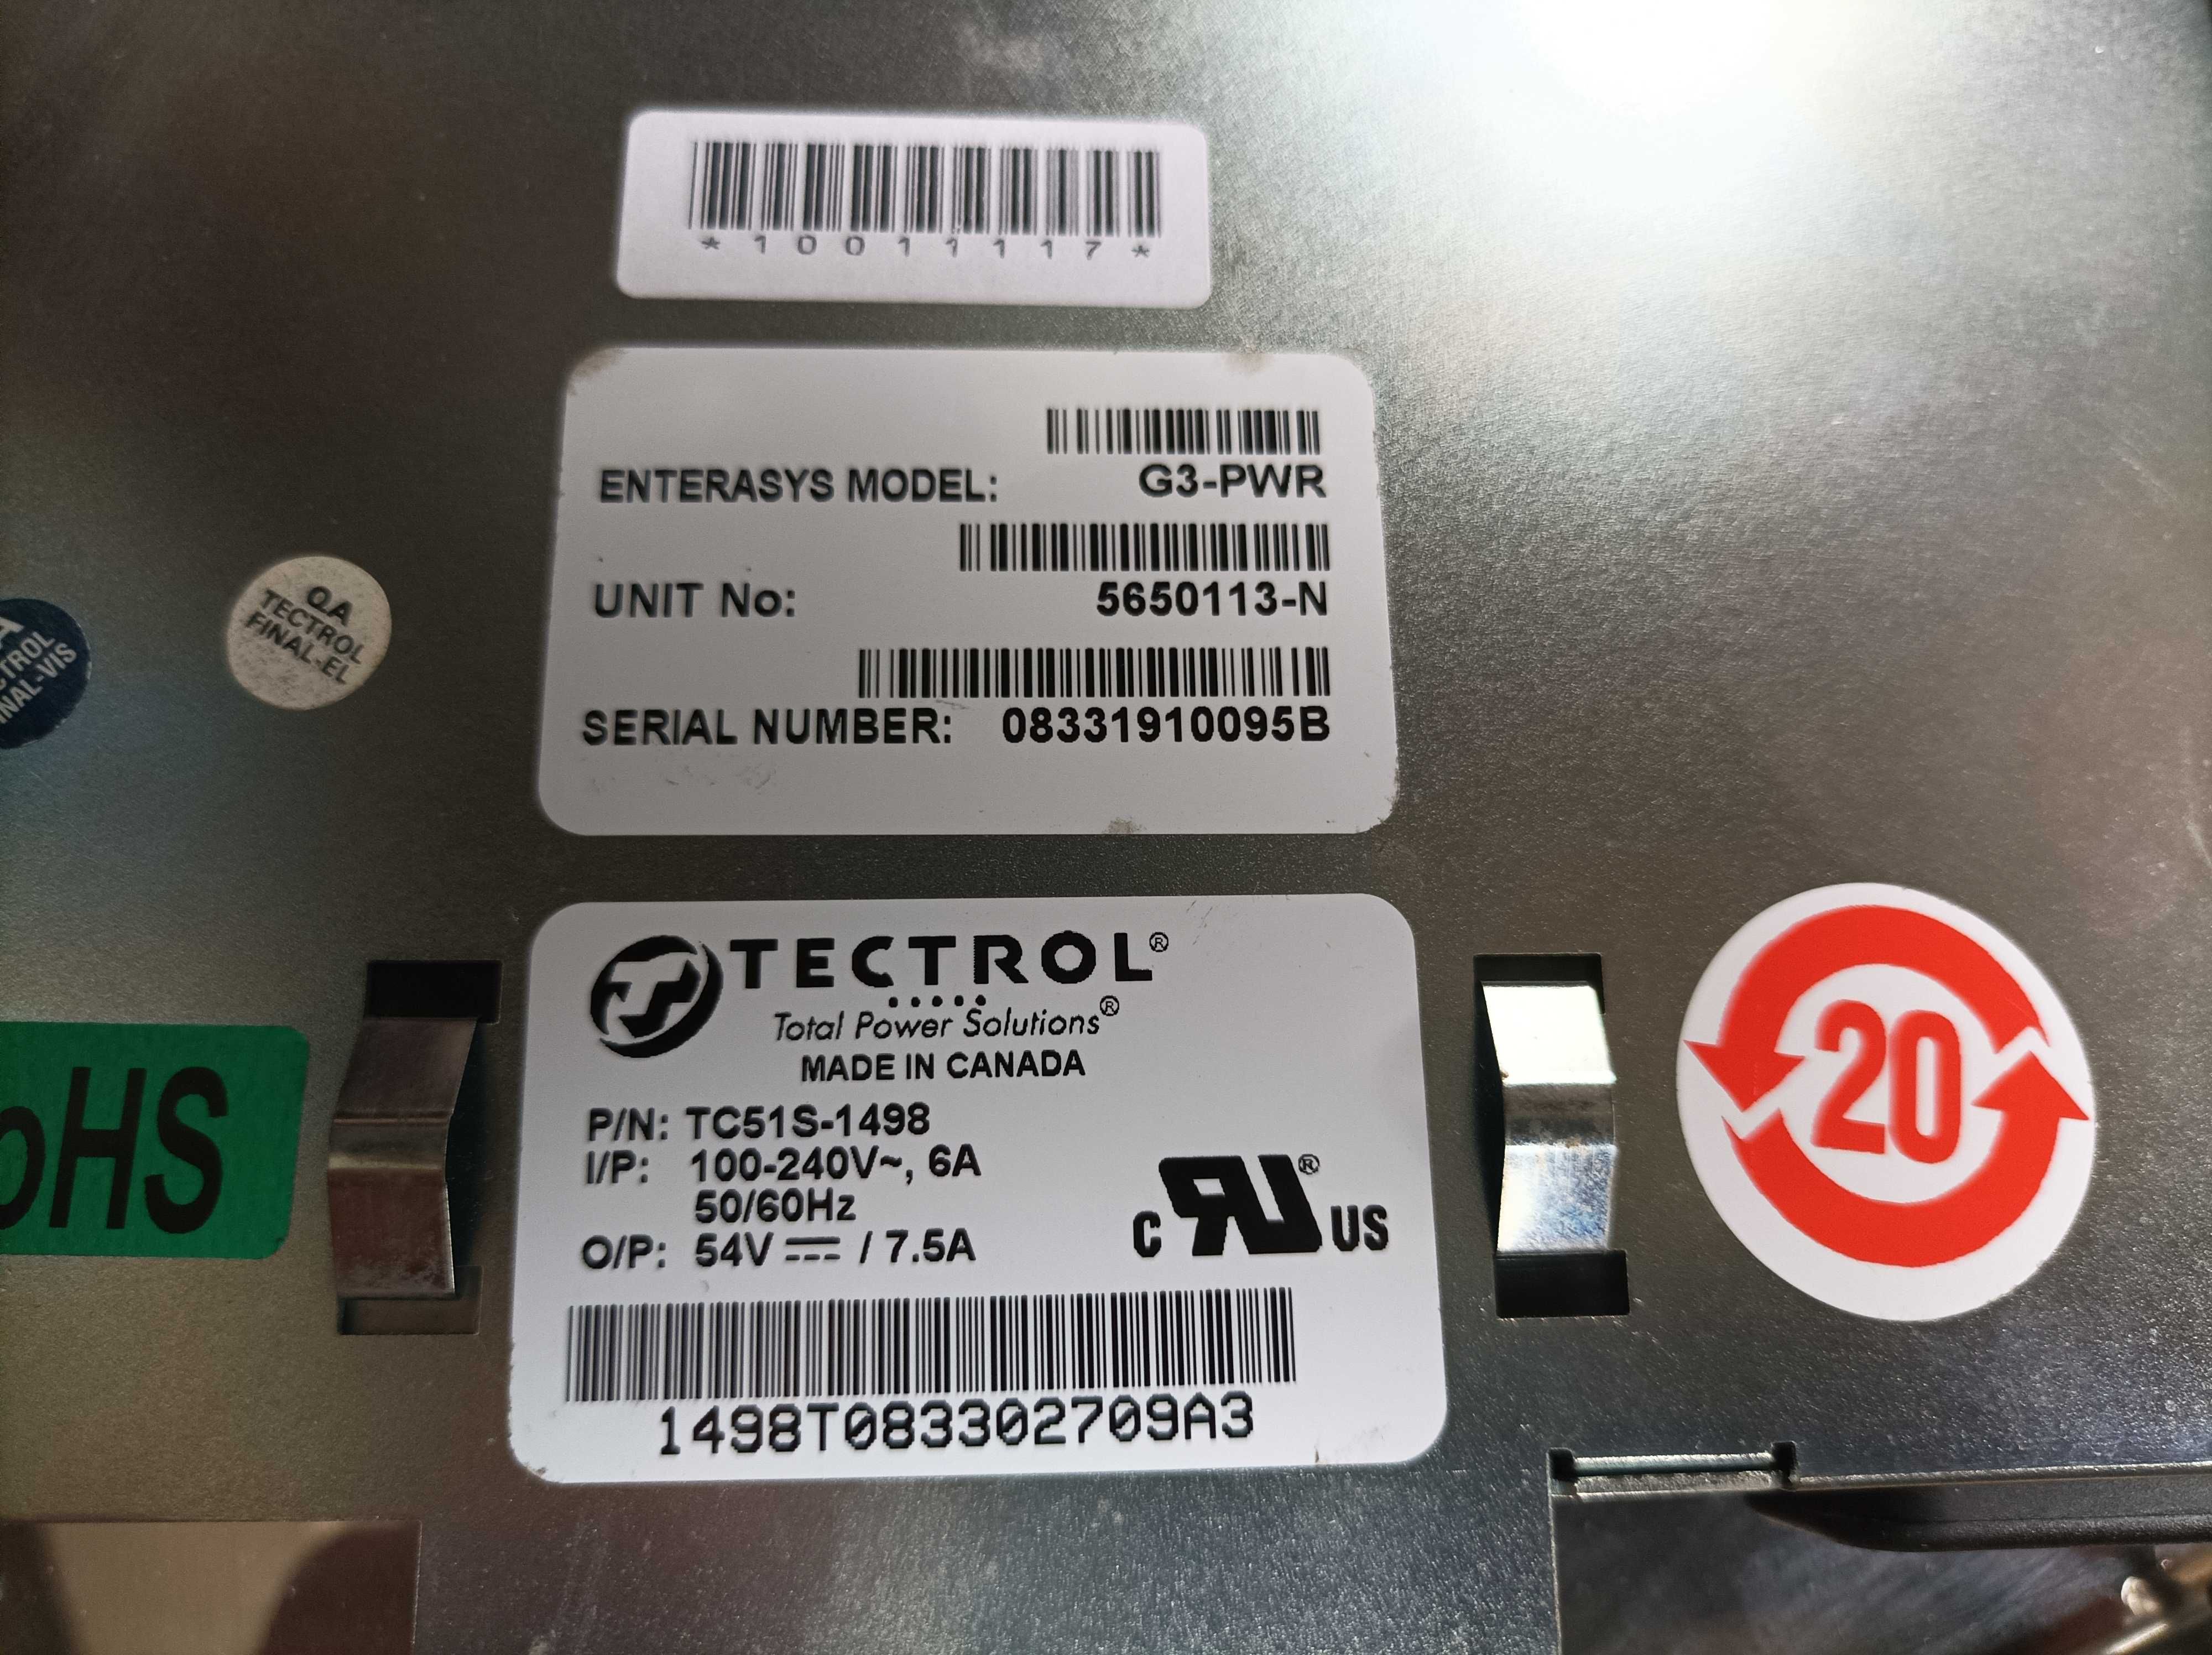 *10011117*
ENTERASYS MODEL: G3-PWR
UNIT No: 5650113-N
SERIAL NUMBER: 08331910095B
QA
TECTROL
FINAL-EL
TECTROL®
Total Power Solutions®
MADE IN CANADA
P/N: TC51S-1498
I/P: 100-240V~, 6A
50/60Hz
O/P: 54V ⎓ / 7.5A
C RU® US
1498T083302709A3
20